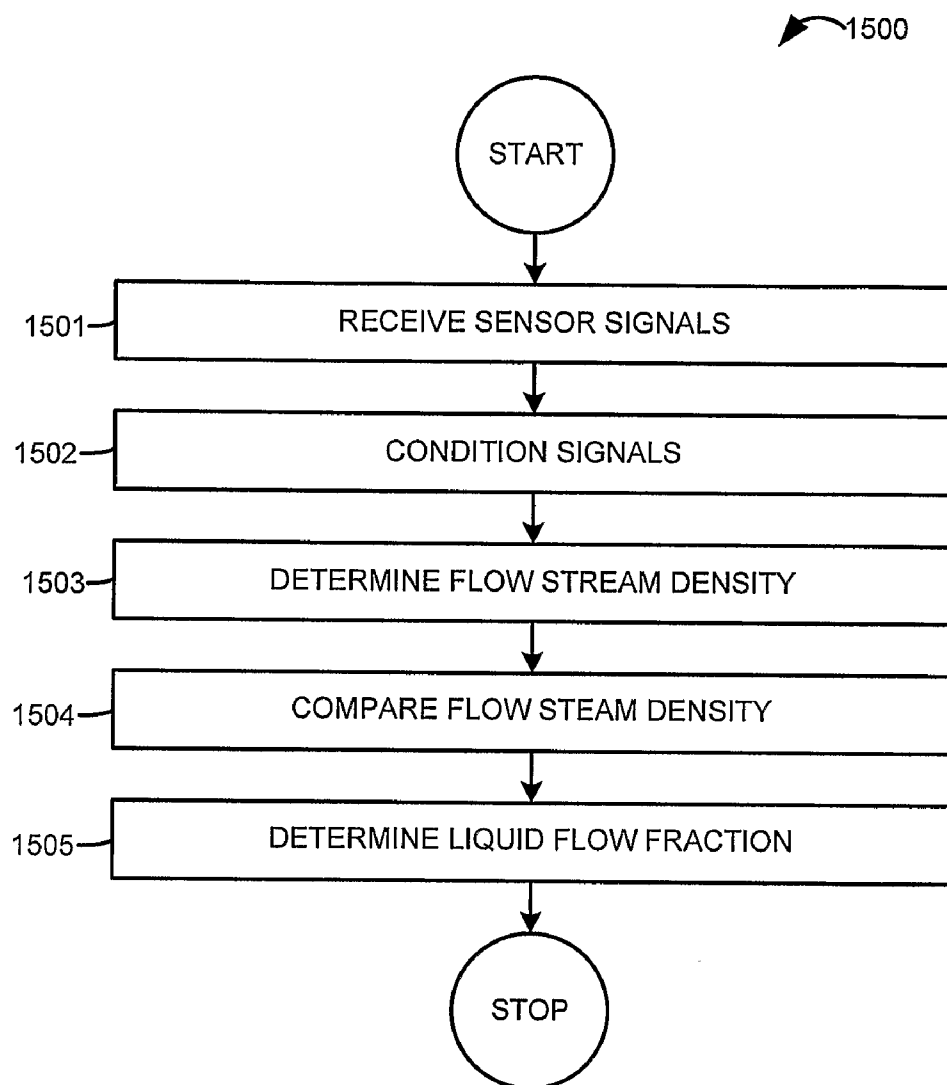 1500
START
1501 RECEIVE SENSOR SIGNALS
1502 CONDITION SIGNALS
1503 DETERMINE FLOW STREAM DENSITY
1504 COMPARE FLOW STEAM DENSITY
1505 DETERMINE LIQUID FLOW FRACTION
STOP